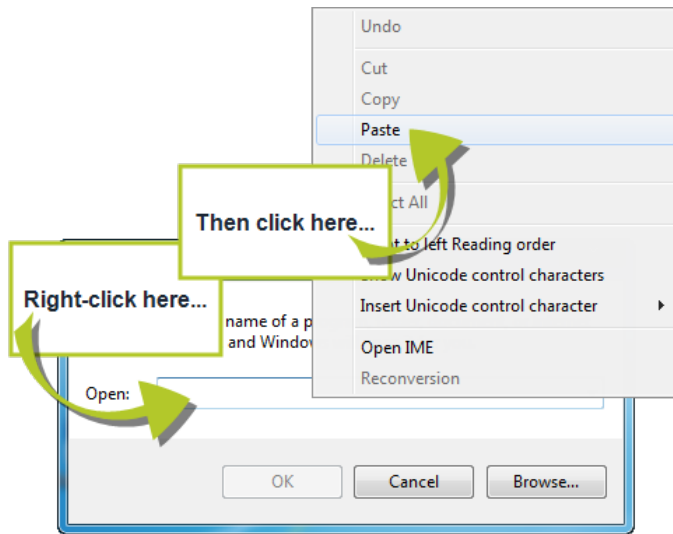 Undo
Cut
Copy
Paste
Delete
ct All
to left Reading order
Unicode control characters
Insert Unicode control character
Open IME
Reconversion
Then click here...
Right-click here...
name of a p
and Window
Open:
OK
Cancel
Browse...